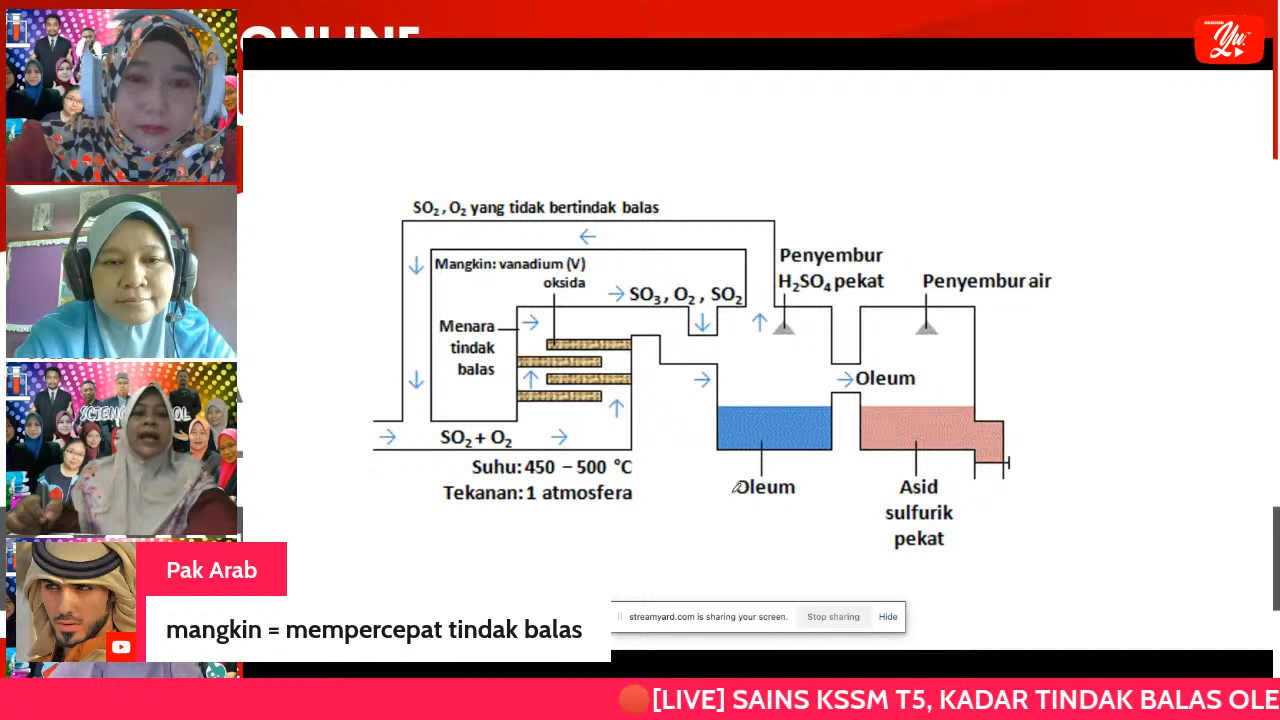 ONLINE
Yu.
SO₂ , O₂ yang tidak bertindak balas
Mangkin: vanadium (V)
oksida
SO₃ , O₂ , SO₂
Penyembur
H₂SO₄ pekat
Penyembur air
Menara
tindak
balas
Oleum
SO₂ + O₂
Suhu: 450 – 500 °C
Tekanan: 1 atmosfera
Oleum
Asid
sulfurik
pekat
Pak Arab
mangkin = mempercepat tindak balas
streamyard.com is sharing your screen.
Stop sharing
Hide
[LIVE] SAINS KSSM T5, KADAR TINDAK BALAS OLE